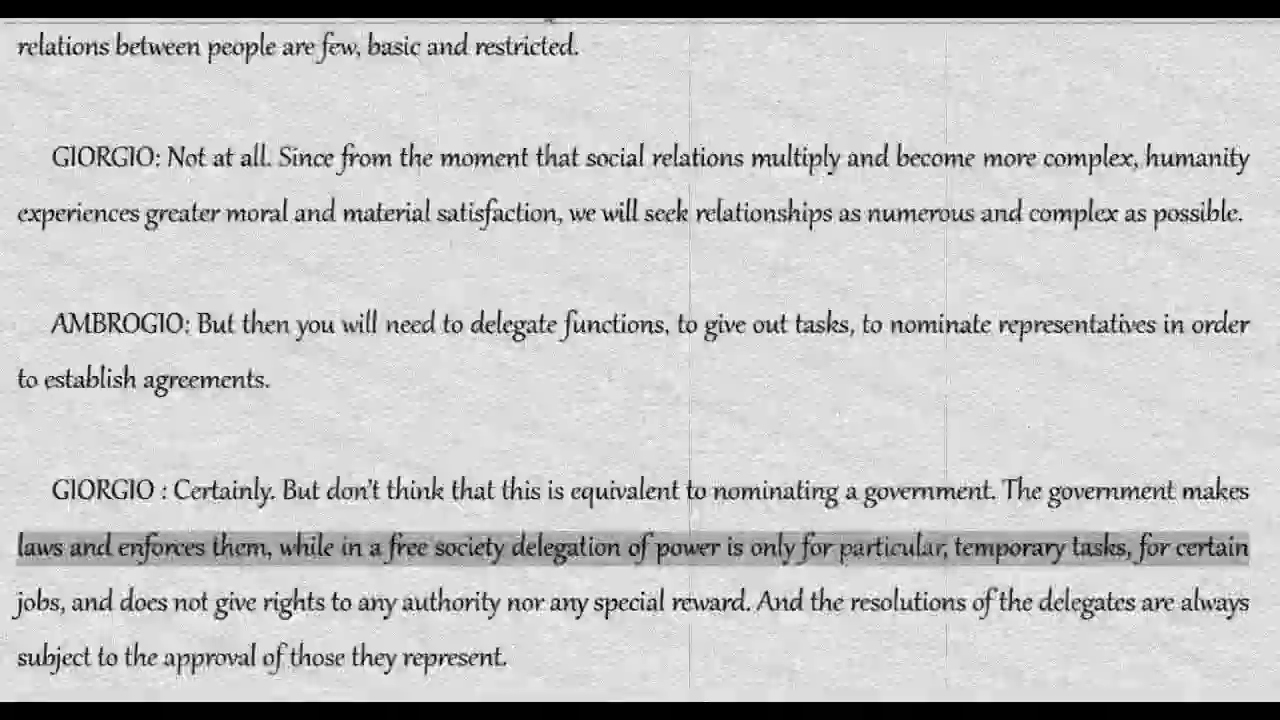 relations between people are few, basic and restricted.
GIORGIO: Not at all. Since from the moment that social relations multiply and become more complex, humanity
experiences greater moral and material satisfaction, we will seek relationships as numerous and complex as possible.
AMBROGIO: But then you will need to delegate functions, to give out tasks, to nominate representatives in order
to establish agreements.
GIORGIO : Certainly. But don't think that this is equivalent to nominating a government. The government makes
laws and enforces them, while in a free society delegation of power is only for particular, temporary tasks, for certain
jobs, and does not give rights to any authority nor any special reward. And the resolutions of the delegates are always
subject to the approval of those they represent.